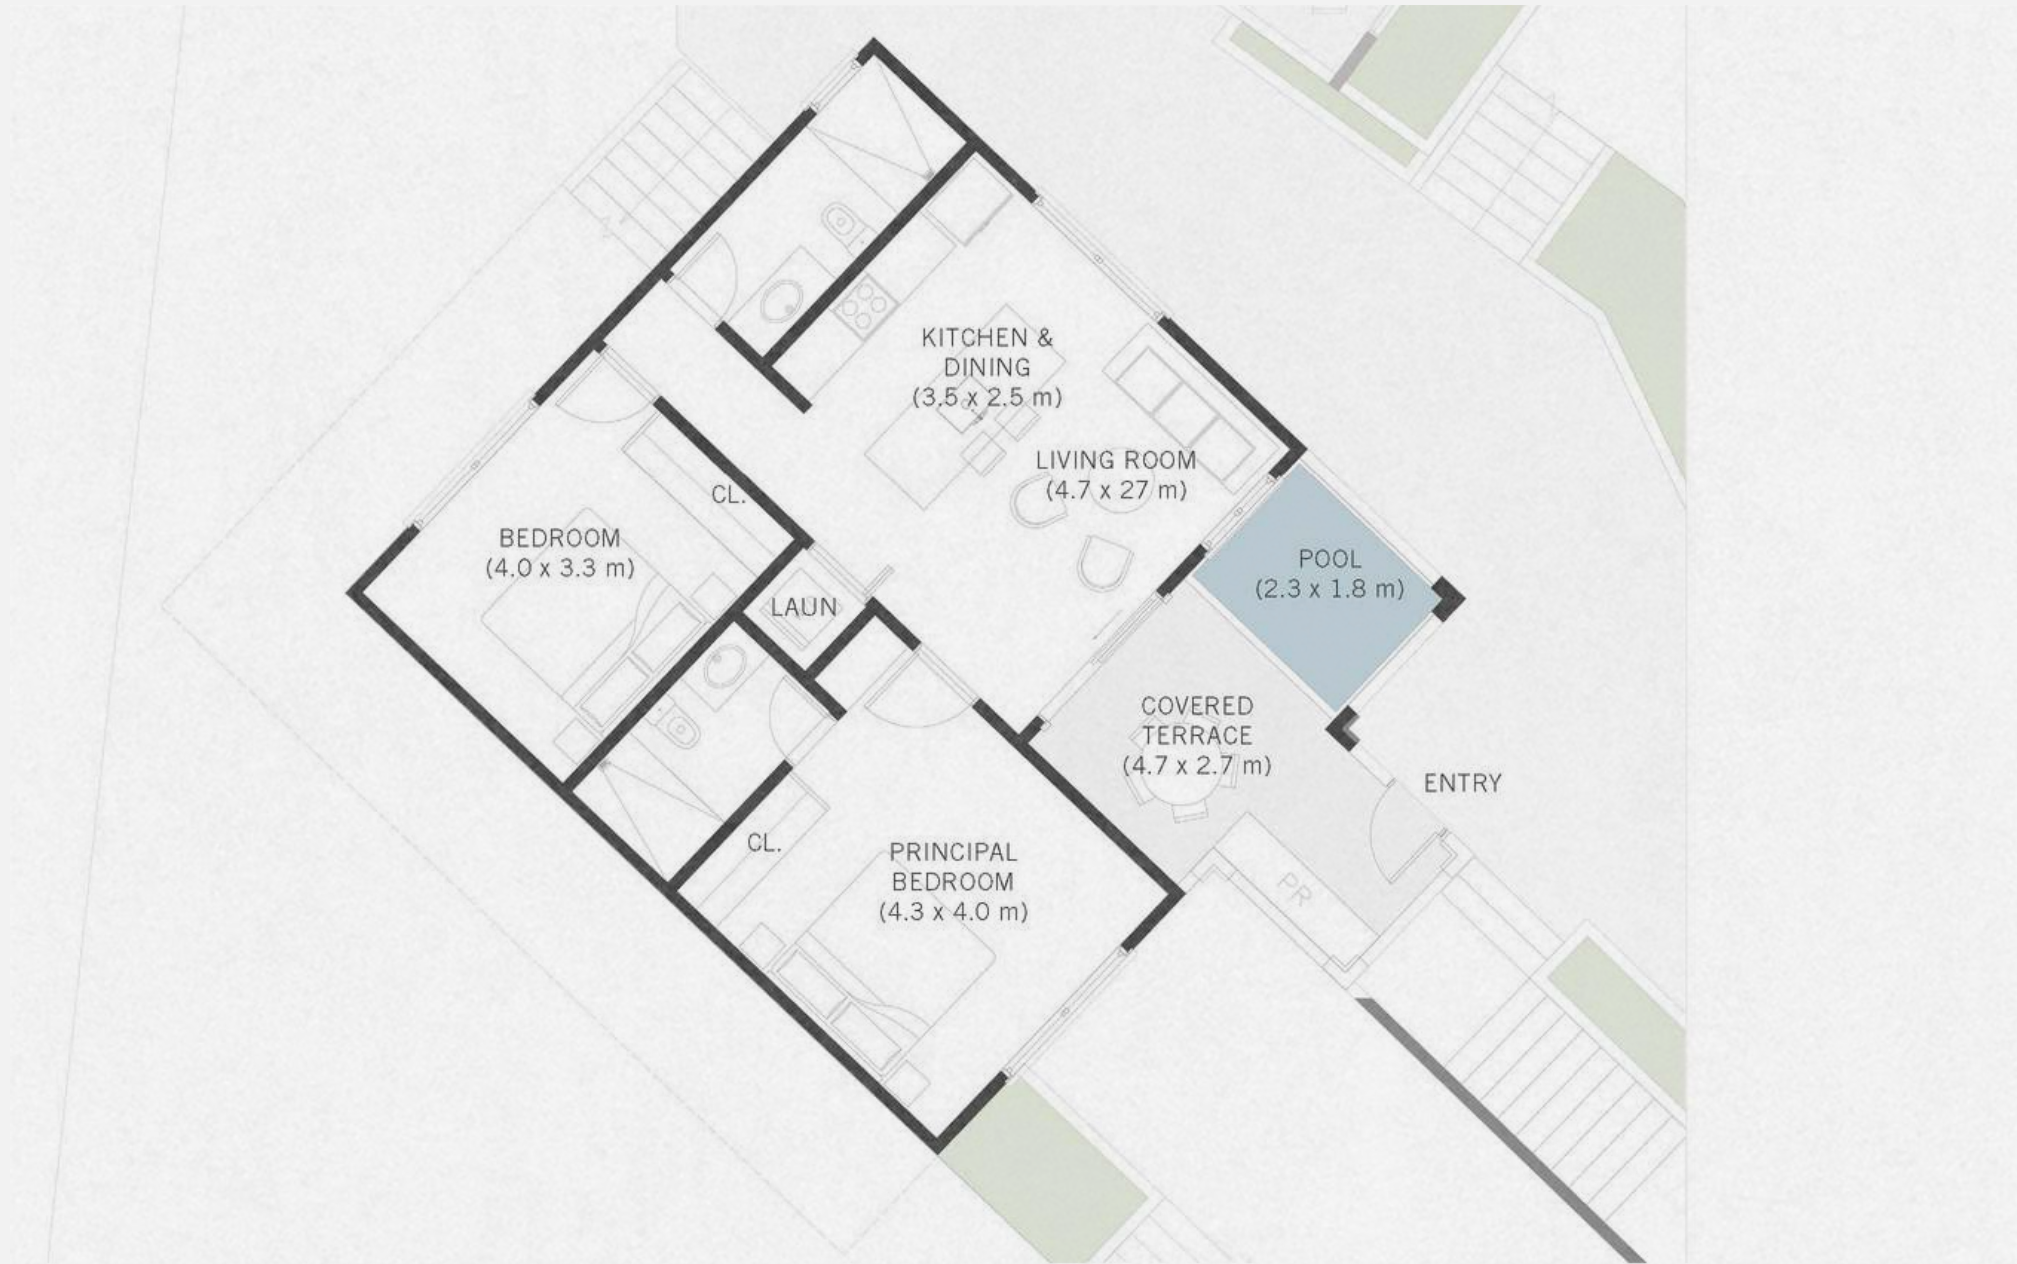 KITCHEN &
DINING
(3.5 x 2.5 m)
LIVING ROOM
(4.7 x 27 m)
CL.
BEDROOM
(4.0 x 3.3 m)
POOL
(2.3 x 1.8 m)
LAUN
COVERED
TERRACE
(4.7 x 2.7 m)
ENTRY
CL.
PRINCIPAL
BEDROOM
(4.3 x 4.0 m)
PR